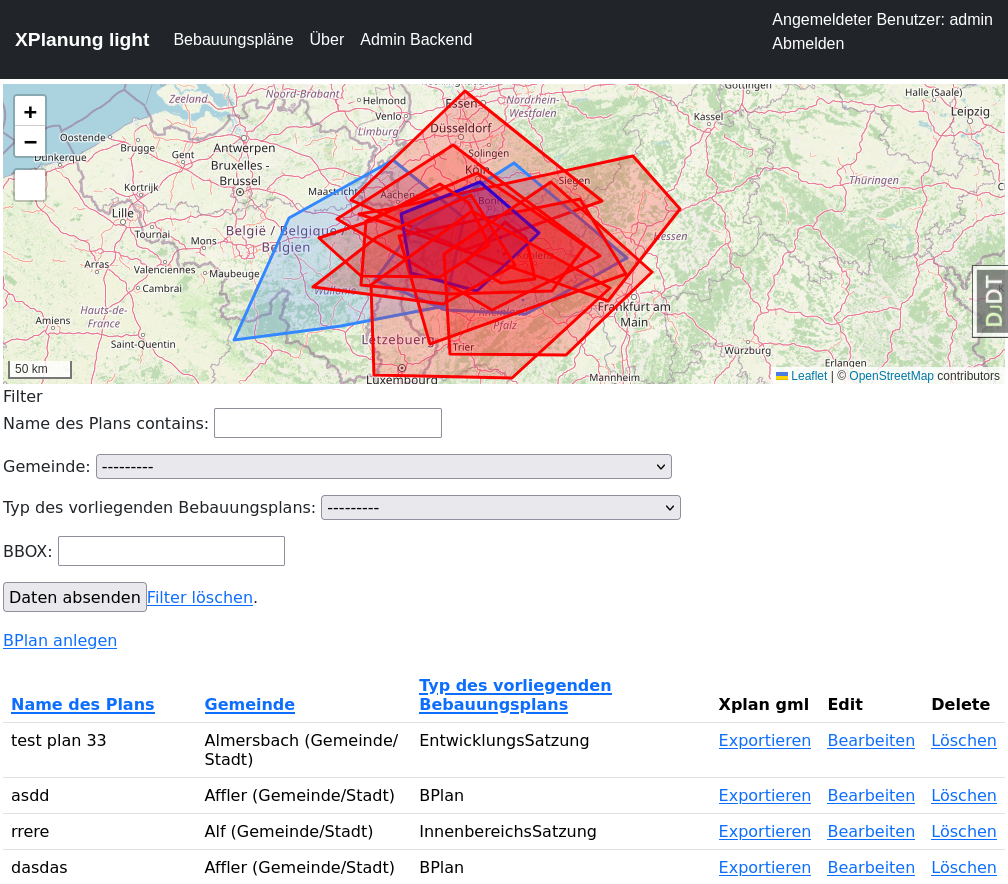 XPlanung light Bebauungspläne Über Admin Backend
Angemeldeter Benutzer: admin
Abmelden
+
−
Zeeland
Noord-Brabant
Helmond
Venlo
Limburg
Essen
Nordrhein-
Westfalen
Düsseldorf
Solingen
Köln
Göttingen
Kassel
Halle (Saale)
Leipzig
Oostende
Dunkerque
Brugge
Gent
Antwerpen
Bruxelles -
Brussel
Kortrijk
Lille
Tournai
Mons
Maastricht
Aachen
Bonn
Siegen
Thüringen
Hessen
België / Belgique /
Belgien
Arras
Valenciennes
Maubeuge
Cambrai
Wallonie
Koblenz
Hauts-de-
France
Amiens
Saint-Quentin
Rheinland-
Pfalz
Frankfurt am
Main
Lëtzebuerg
Trier
Luxembourg
Würzburg
Erlangen
Mannheim
DJDT
50 km
Leaflet | © OpenStreetMap contributors
Filter
Name des Plans contains:
Gemeinde: ---------
Typ des vorliegenden Bebauungsplans: ---------
BBOX:
Daten absenden Filter löschen.
BPlan anlegen
Name des Plans Gemeinde Typ des vorliegenden
Bebauungsplans Xplan gml Edit Delete
test plan 33 Almersbach (Gemeinde/
Stadt) EntwicklungsSatzung Exportieren Bearbeiten Löschen
asdd Affler (Gemeinde/Stadt) BPlan Exportieren Bearbeiten Löschen
rrere Alf (Gemeinde/Stadt) InnenbereichsSatzung Exportieren Bearbeiten Löschen
dasdas Affler (Gemeinde/Stadt) BPlan Exportieren Bearbeiten Löschen